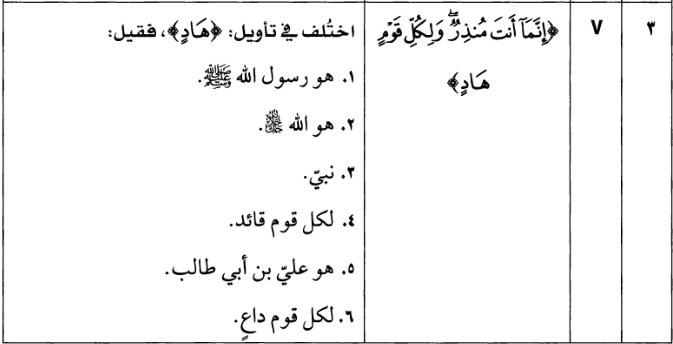 ٣ ٧ ﴿إِنَّمَآ أَنتَ مُنذِرٌۖ وَلِكُلِّ قَوْمٍ اختُلف في تأويل: ﴿هَادٍ﴾، فقيل:
هَادٍ﴾ ١. هو رسول الله ﷺ.
٢. هو الله ﷻ.
٣. نبيّ.
٤. لكل قوم قائد.
٥. هو عليّ بن أبي طالب.
٦. لكل قوم داعٍ.